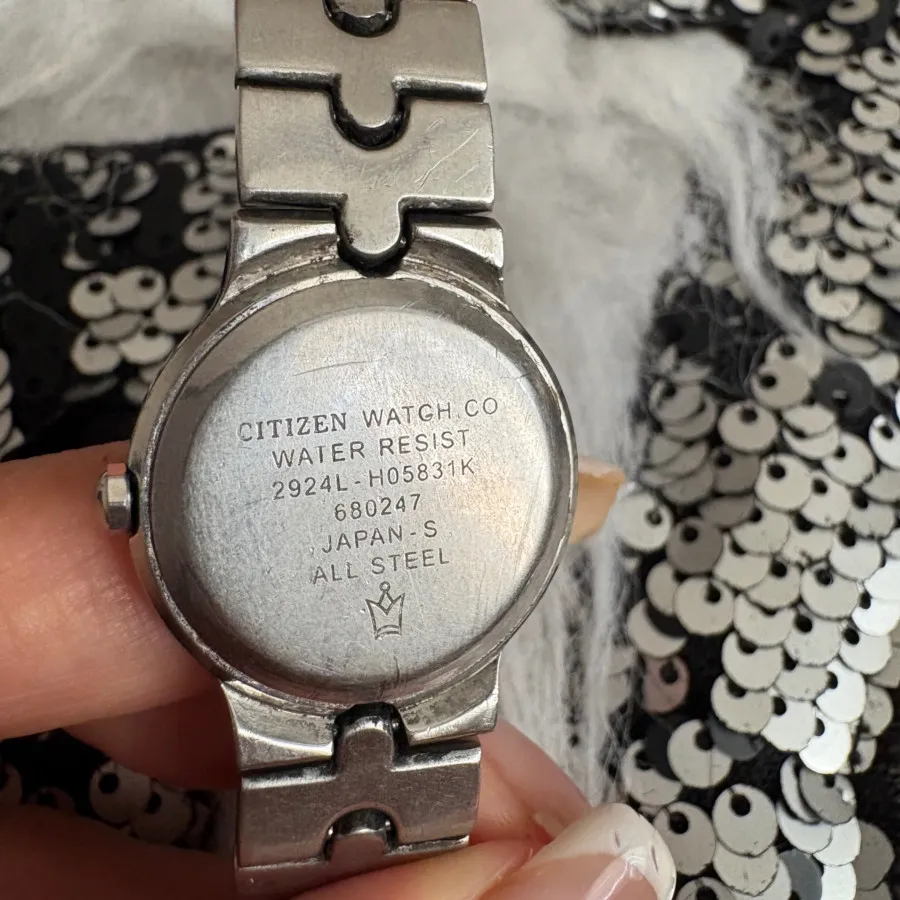 CITIZEN WATCH CO
WATER RESIST
2924L-H05831K
680247
JAPAN-S
ALL STEEL